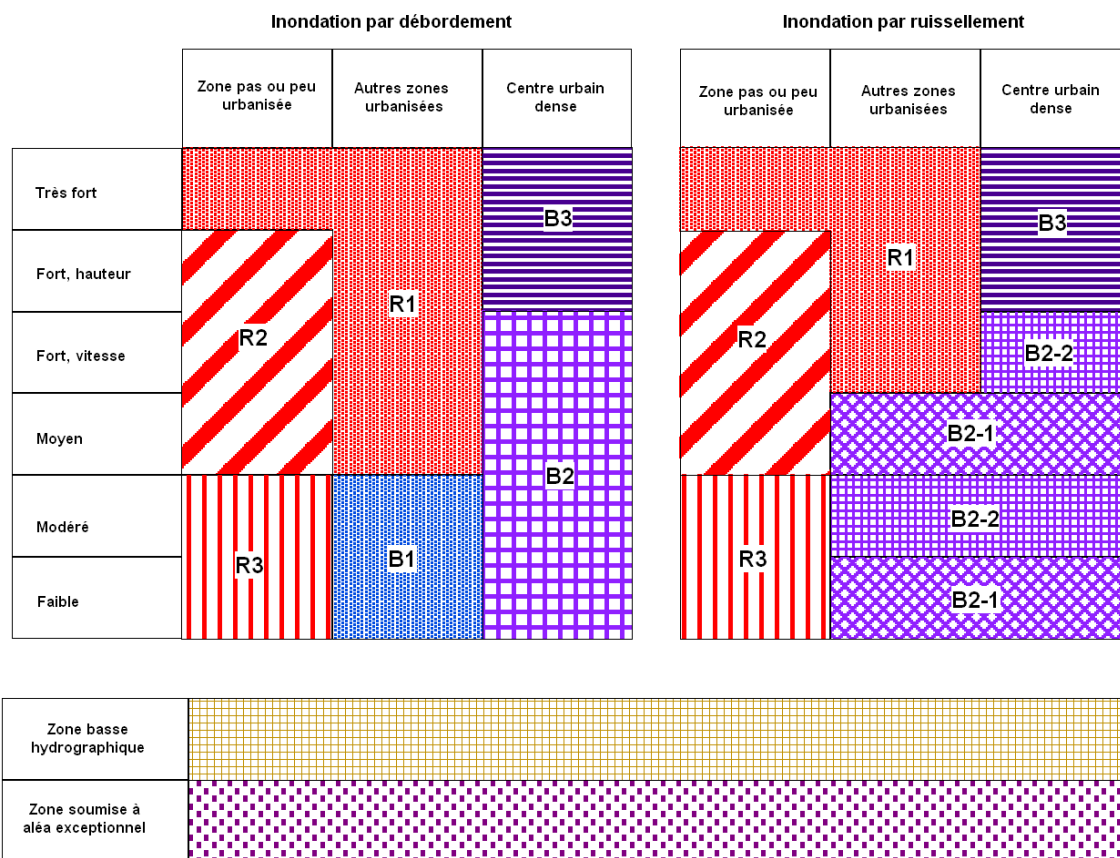 Inondation par débordement
Inondation par ruissellement
Zone pas ou peu
urbanisée
Autres zones
urbanisées
Centre urbain
dense
Zone pas ou peu
urbanisée
Autres zones
urbanisées
Centre urbain
dense
Très fort
B3
B3
Fort, hauteur
R1
R1
R2
R2
Fort, vitesse
B2-2
Moyen
B2-1
B2
Modéré
B2-2
R3
B1
R3
Faible
B2-1
Zone basse
hydrographique
Zone soumise à
aléa exceptionnel